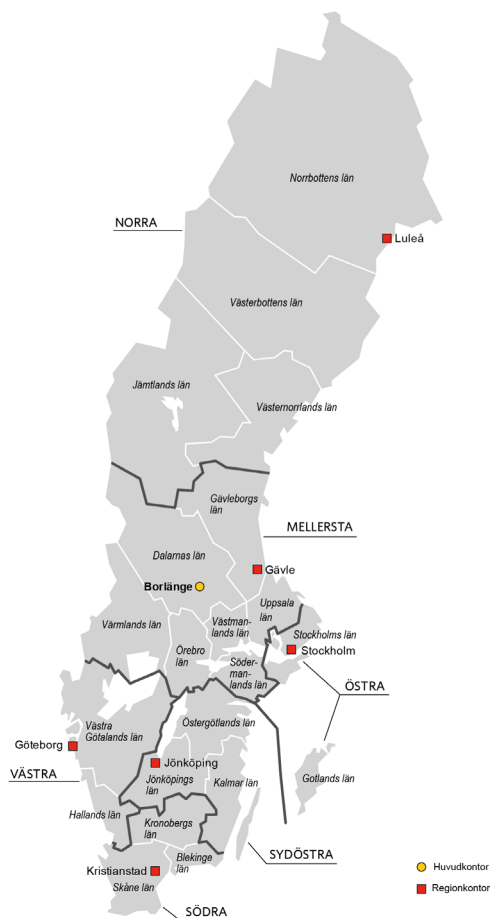 Norrbottens län
NORRA
Luleå
Västerbottens län
Jämtlands län
Västernorrlands län
Gävleborgs
län
MELLERSTA
Dalarnas län
Gävle
Borlänge
Uppsala
län
Värmlands län
Västman-
lands län
Stockholms län
Örebro
län
Stockholm
Söder-
man-
lands län
ÖSTRA
Västra
Götalands län
Östergötlands län
Göteborg
Jönköping
VÄSTRA
Jönköpings
län
Kalmar län
Gotlands län
Hallands län
Kronobergs
län
SYDÖSTRA
Blekinge
län
Kristianstad
Skåne län
SÖDRA
Huvudkontor
Regionkontor